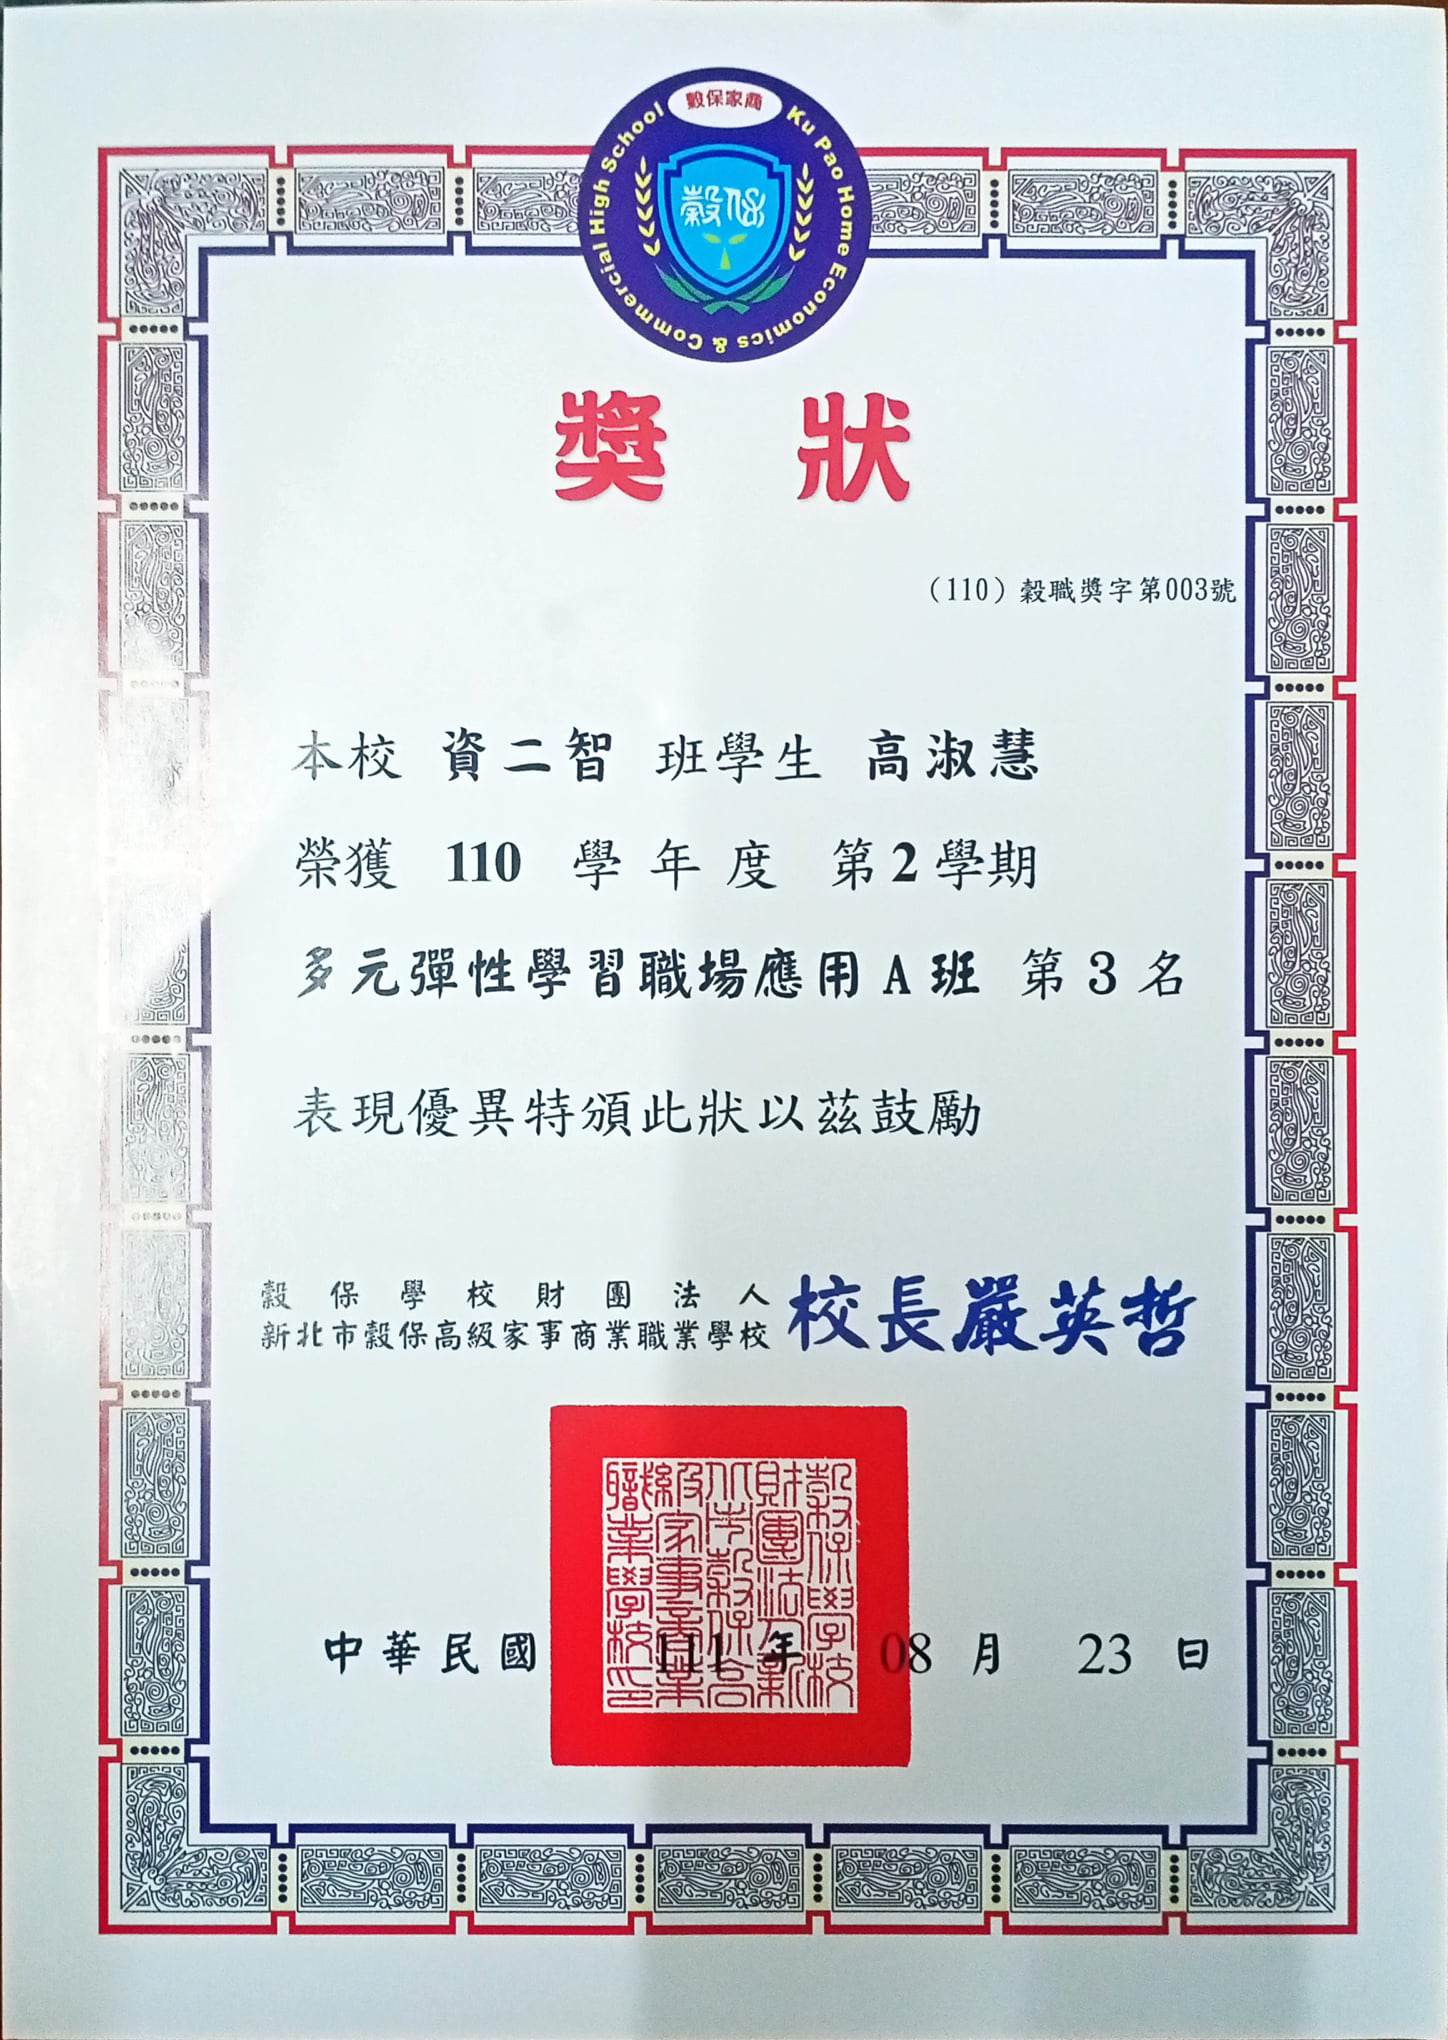 穀保家商
Ku Pao Home Economics & Commercial High School
穀保
獎狀
（110）穀職獎字第003號
本校 資二智 班學生 高淑慧
榮獲 110 學年度 第2學期
多元彈性學習職場應用A班 第3名
表現優異特頒此狀以茲鼓勵
穀保學校財團法人
新北市穀保高級家事商業職業學校
校長嚴英哲
穀保學校
財團法人新
北市穀保高
級家事商業
職業學校印
中華民國 111 年 08 月 23 日